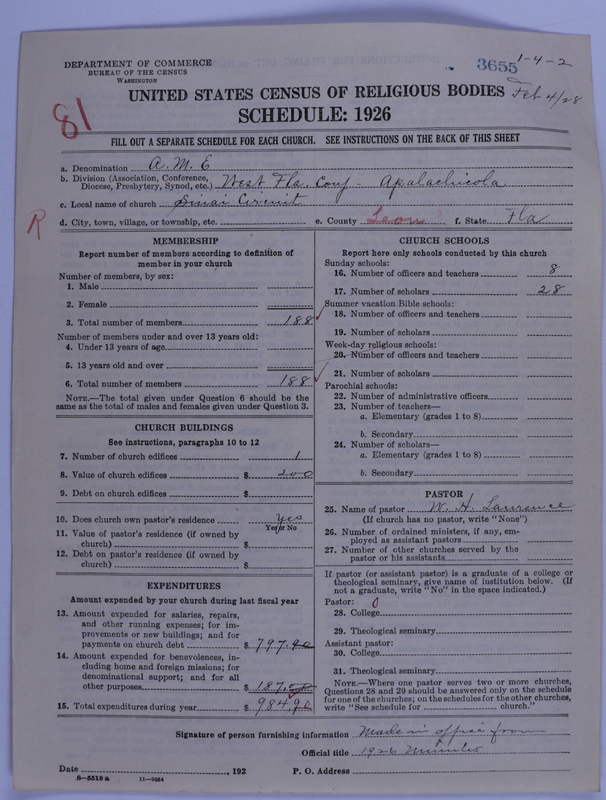 DEPARTMENT OF COMMERCE
BUREAU OF THE CENSUS
WASHINGTON
3655
1-4-2
Feb 4/28
UNITED STATES CENSUS OF RELIGIOUS BODIES
SCHEDULE: 1926
81
FILL OUT A SEPARATE SCHEDULE FOR EACH CHURCH. SEE INSTRUCTIONS ON THE BACK OF THIS SHEET
a. Denomination A. M. E
b. Division (Association, Conference, Diocese, Presbytery, Synod, etc.) West Fla. Conf - Apalachicola
c. Local name of church Sinai Circuit
R
d. City, town, village, or township, etc. e. County Leon f. State Fla
MEMBERSHIP
Report number of members according to definition of
member in your church
Number of members, by sex:
1. Male
2. Female
3. Total number of members 188
Number of members under and over 13 years old:
4. Under 13 years of age
5. 13 years old and over
6. Total number of members 188
NOTE.—The total given under Question 6 should be the
same as the total of males and females given under Question 3.
CHURCH BUILDINGS
See instructions, paragraphs 10 to 12
7. Number of church edifices 1
8. Value of church edifices $ 200
9. Debt on church edifices $
10. Does church own pastor's residence yes
Yes or No
11. Value of pastor's residence (if owned by
church) $
12. Debt on pastor's residence (if owned by
church) $
EXPENDITURES
Amount expended by your church during last fiscal year
13. Amount expended for salaries, repairs,
and other running expenses; for im-
provements or new buildings; and for
payments on church debt $ 797.90
14. Amount expended for benevolences, in-
cluding home and foreign missions; for
denominational support; and for all
other purposes $ 187.00
15. Total expenditures during year $ 984.90
CHURCH SCHOOLS
Report here only schools conducted by this church
Sunday schools:
16. Number of officers and teachers 8
17. Number of scholars 28
Summer vacation Bible schools:
18. Number of officers and teachers
19. Number of scholars
Week-day religious schools:
20. Number of officers and teachers
21. Number of scholars
Parochial schools:
22. Number of administrative officers
23. Number of teachers—
a. Elementary (grades 1 to 8)
b. Secondary
24. Number of scholars—
a. Elementary (grades 1 to 8)
b. Secondary
PASTOR
25. Name of pastor W. H. Laurence
(If church has no pastor, write "None")
26. Number of ordained ministers, if any, em-
ployed as assistant pastors
27. Number of other churches served by the
pastor or his assistants
If pastor (or assistant pastor) is a graduate of a college or
theological seminary, give name of institution below. (If
not a graduate, write "No" in the space indicated.)
Pastor: 0
28. College
29. Theological seminary
Assistant pastor:
30. College
31. Theological seminary
NOTE.—Where one pastor serves two or more churches,
Questions 28 and 29 should be answered only on the schedule
for one of the churches; on the schedules for the other churches,
write "See schedule for church."
Signature of person furnishing information Made in office from
Official title 1926 Minutes
Date , 192 P. O. Address
8—5518a 11—9054